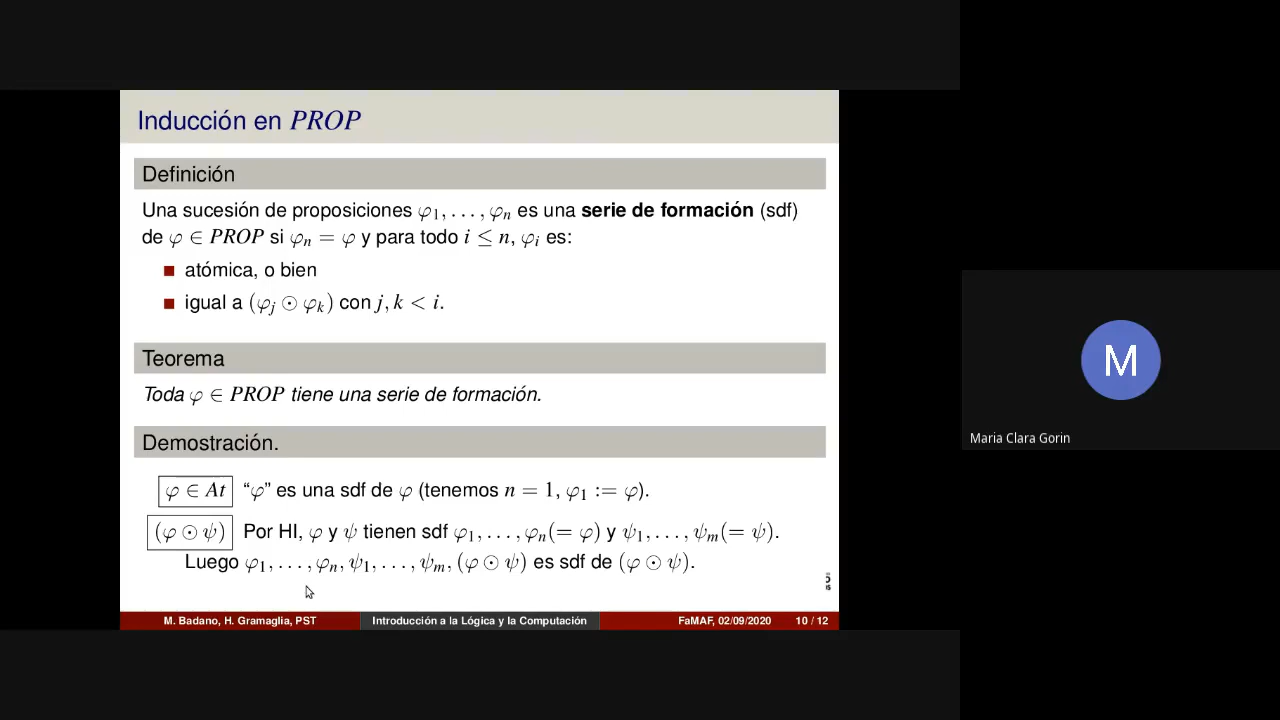 Inducción en PROP
Definición
Una sucesión de proposiciones φ₁, . . . , φₙ es una serie de formación (sdf)
de φ ∈ PROP si φₙ = φ y para todo i ≤ n, φᵢ es:
atómica, o bien
igual a (φⱼ ⊙ φₖ) con j, k < i.
Teorema
Toda φ ∈ PROP tiene una serie de formación.
Demostración.
φ ∈ At “φ” es una sdf de φ (tenemos n = 1, φ₁ := φ).
(φ ⊙ ψ) Por HI, φ y ψ tienen sdf φ₁, . . . , φₙ(= φ) y ψ₁, . . . , ψₘ(= ψ).
Luego φ₁, . . . , φₙ, ψ₁, . . . , ψₘ, (φ ⊙ ψ) es sdf de (φ ⊙ ψ).
M. Badano, H. Gramaglia, PST Introducción a la Lógica y la Computación FaMAF, 02/09/2020 10 / 12
M
Maria Clara Gorin